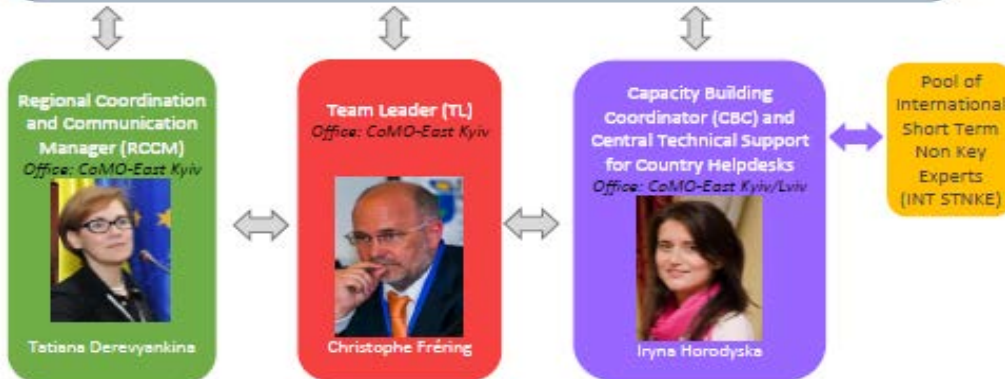 Regional Coordination
and Communication
Manager (RCCM)
Office: CoMO-East Kyiv
Tatiana Derevyankina
Team Leader (TL)
Office: CoMO-East Kyiv
Christophe Fréring
Capacity Building
Coordinator (CBC) and
Central Technical Support
for Country Helpdesks
Office: CoMO-East Kyiv/Lviv
Iryna Horodyska
Pool of
International
Short Term
Non Key
Experts
(INT STNKE)